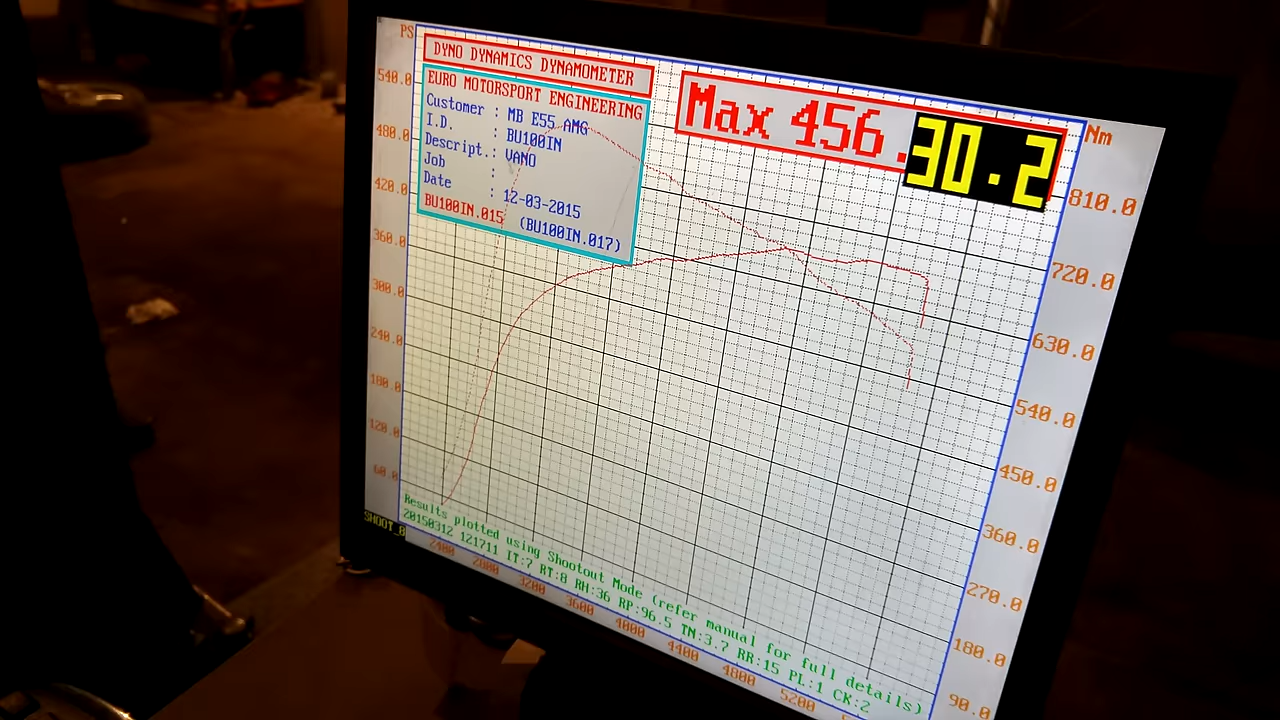 PS
DYNO DYNAMICS DYNAMOMETER
EURO MOTORSPORT ENGINEERING
Customer : MB E55 AMG
I.D. : BU100IN
Descript.: VANO
Job :
Date : 12-03-2015
BU100IN.015 (BU100IN.017)
Max 456.
30.2
Nm
540.0
480.0
420.0
360.0
300.0
240.0
180.0
120.0
60.0
810.0
720.0
630.0
540.0
450.0
360.0
270.0
180.0
90.0
Results plotted using Shootout Mode (refer manual for full details)
20150312 121711 IT:7 RT:8 RH:36 RP:96.5 TN:3.7 RR:15 PL:1 CK:2
2400 2800 3200 3600 4000 4400 4800 5200